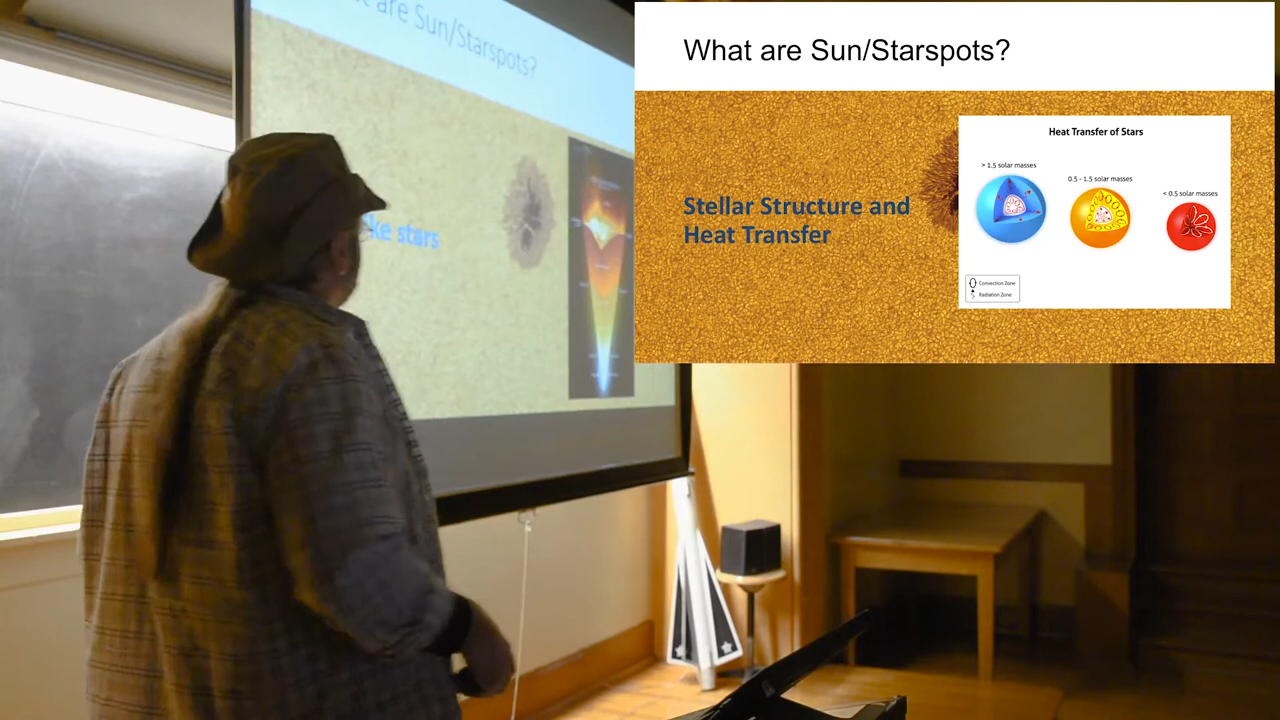 are Sun/Starspots?
ke stars
What are Sun/Starspots?
Stellar Structure and
Heat Transfer
Heat Transfer of Stars
> 1.5 solar masses
0.5 - 1.5 solar masses
< 0.5 solar masses
Convection Zone
Radiation Zone